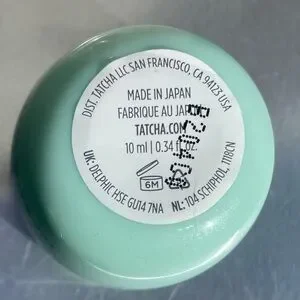 DIST. TATCHA LLC SAN FRANCISCO, CA 94123 USA
MADE IN JAPAN
FABRIQUE AU JAPON
TATCHA.COM
10 ml | 0.34 fl. oz.
6M
UK: DELPHIC HSE GU14 7NA NL: 104 SCHIPHOL, 1118CN